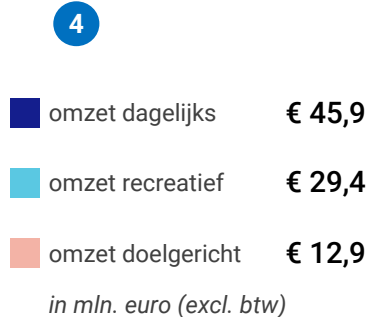 4
omzet dagelijks € 45,9
omzet recreatief € 29,4
omzet doelgericht € 12,9
in mln. euro (excl. btw)